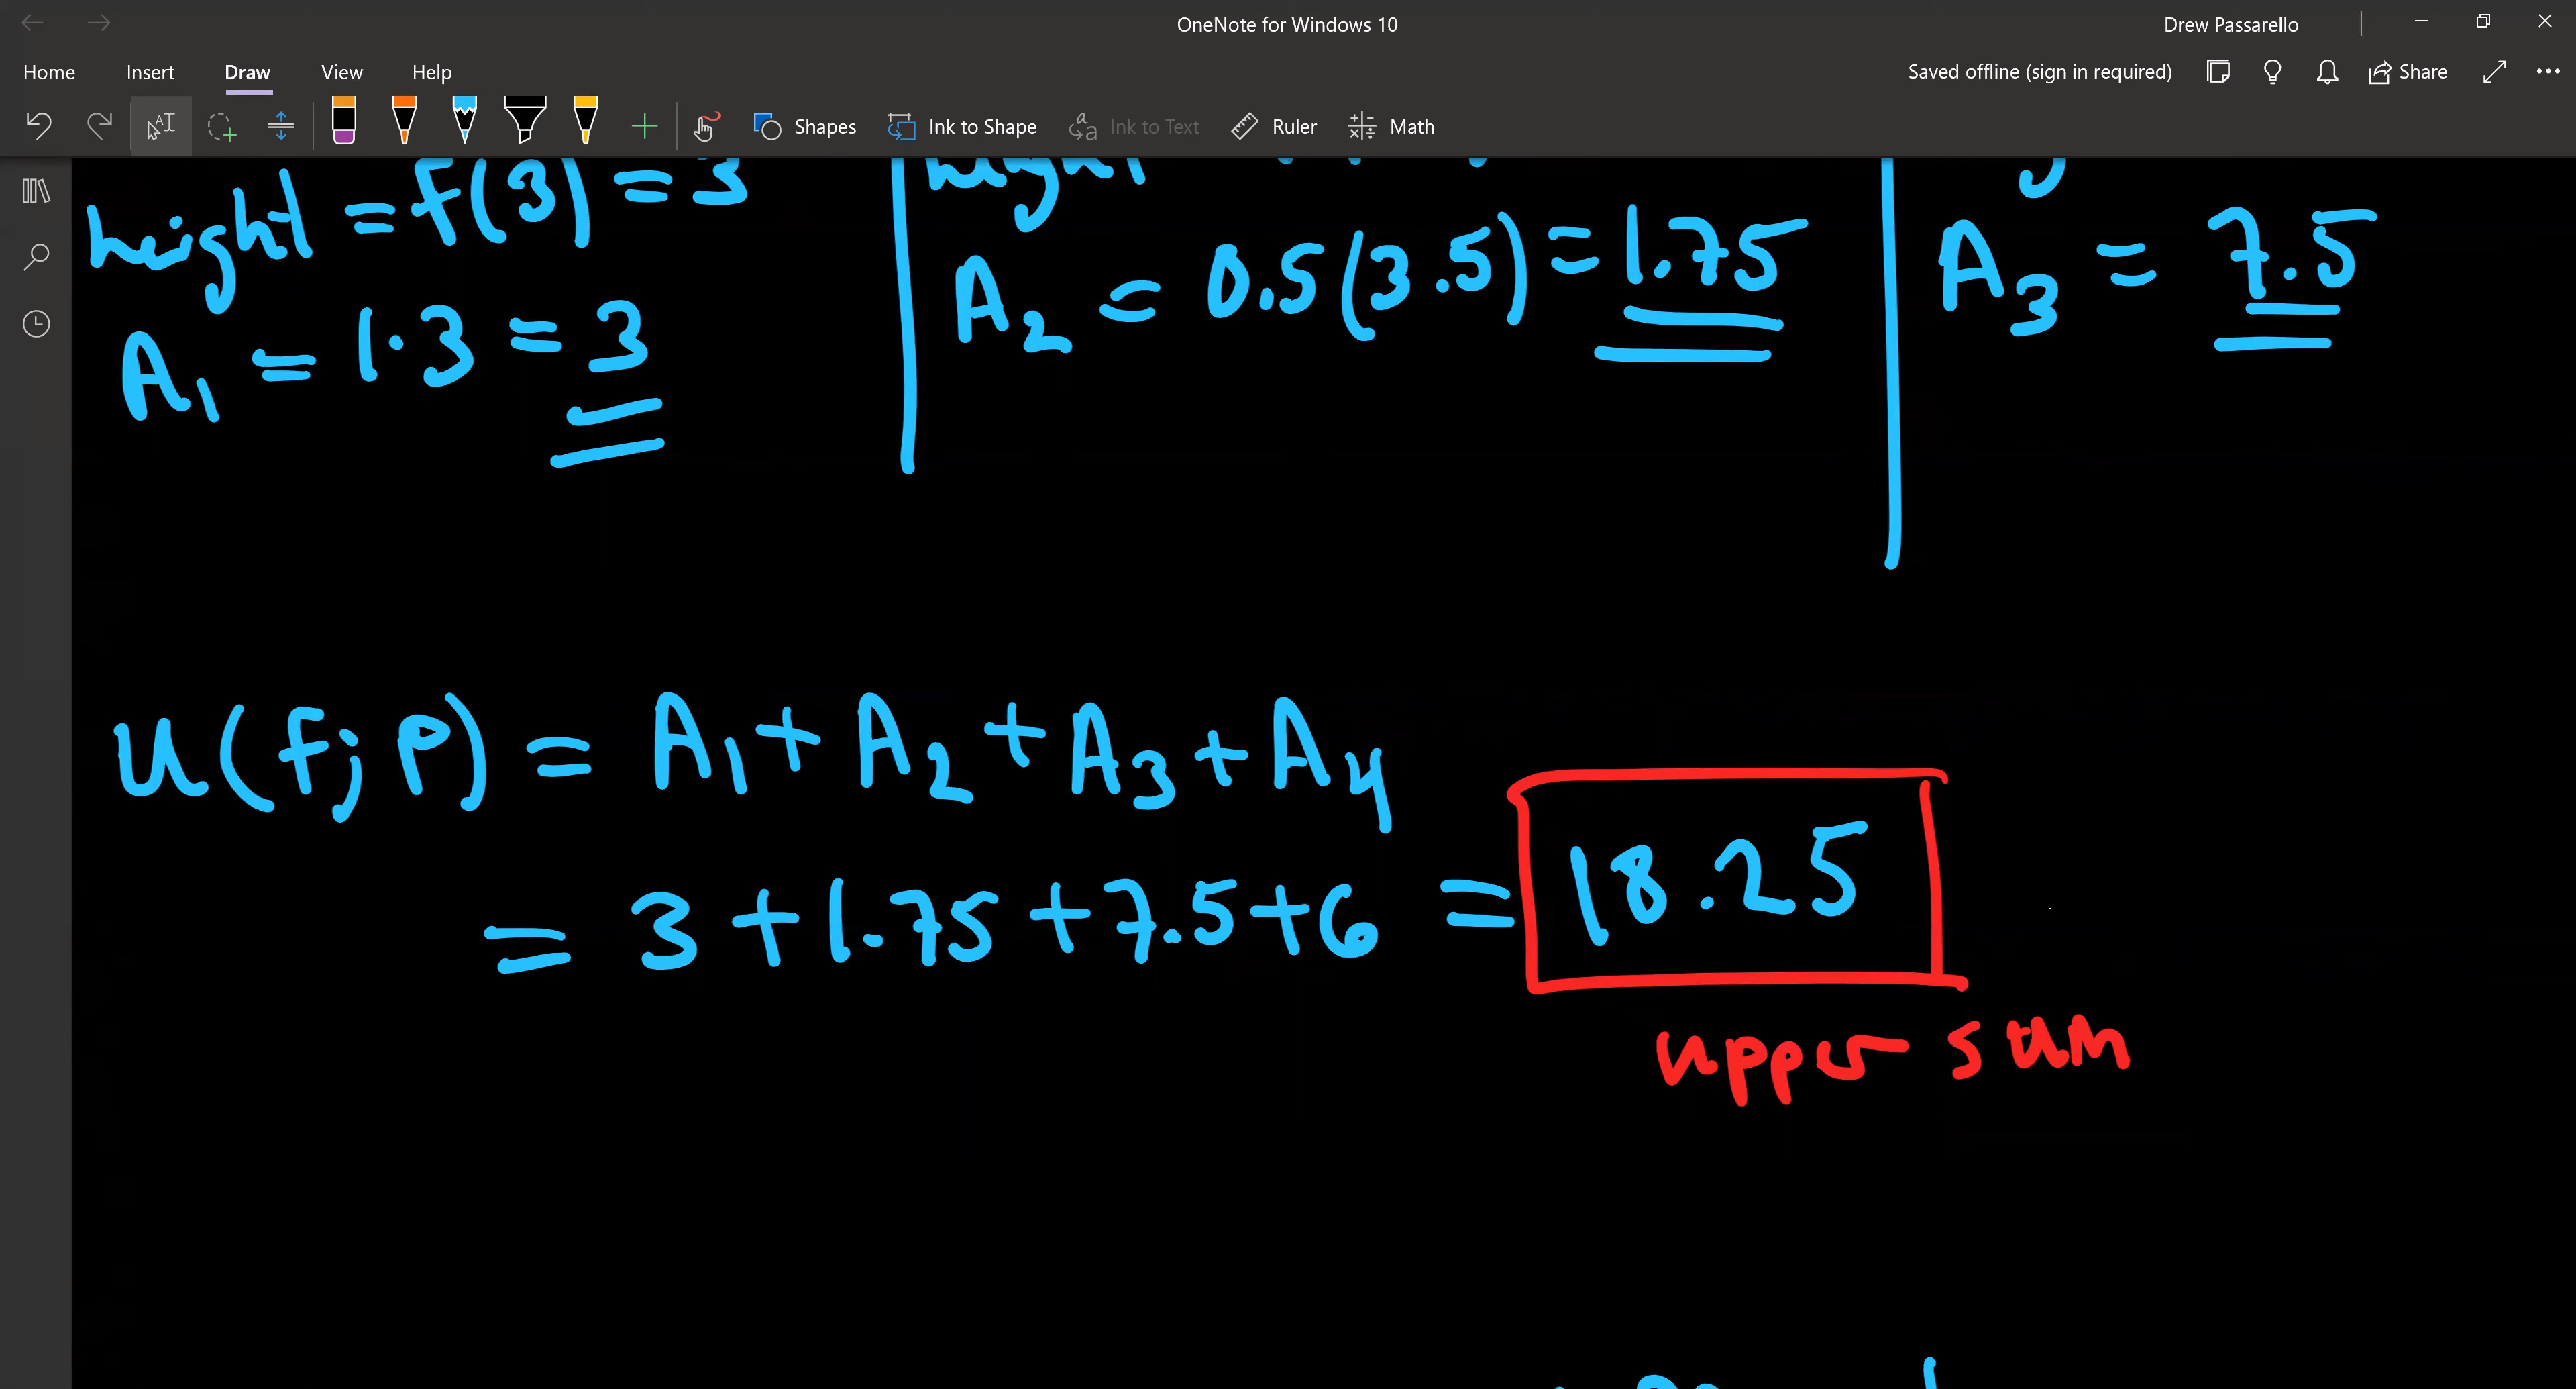 OneNote for Windows 10
Drew Passarello
Home Insert Draw View Help
Saved offline (sign in required)
Share
Shapes Ink to Shape Ink to Text Ruler Math
height = f(3) = 3
A₁ = 1·3 = 3
height
A₂ = 0.5(3.5) = 1.75
A₃ = 7.5
U(f;P) = A₁ + A₂ + A₃ + A₄
= 3 + 1.75 + 7.5 + 6 = 18.25
upper sum